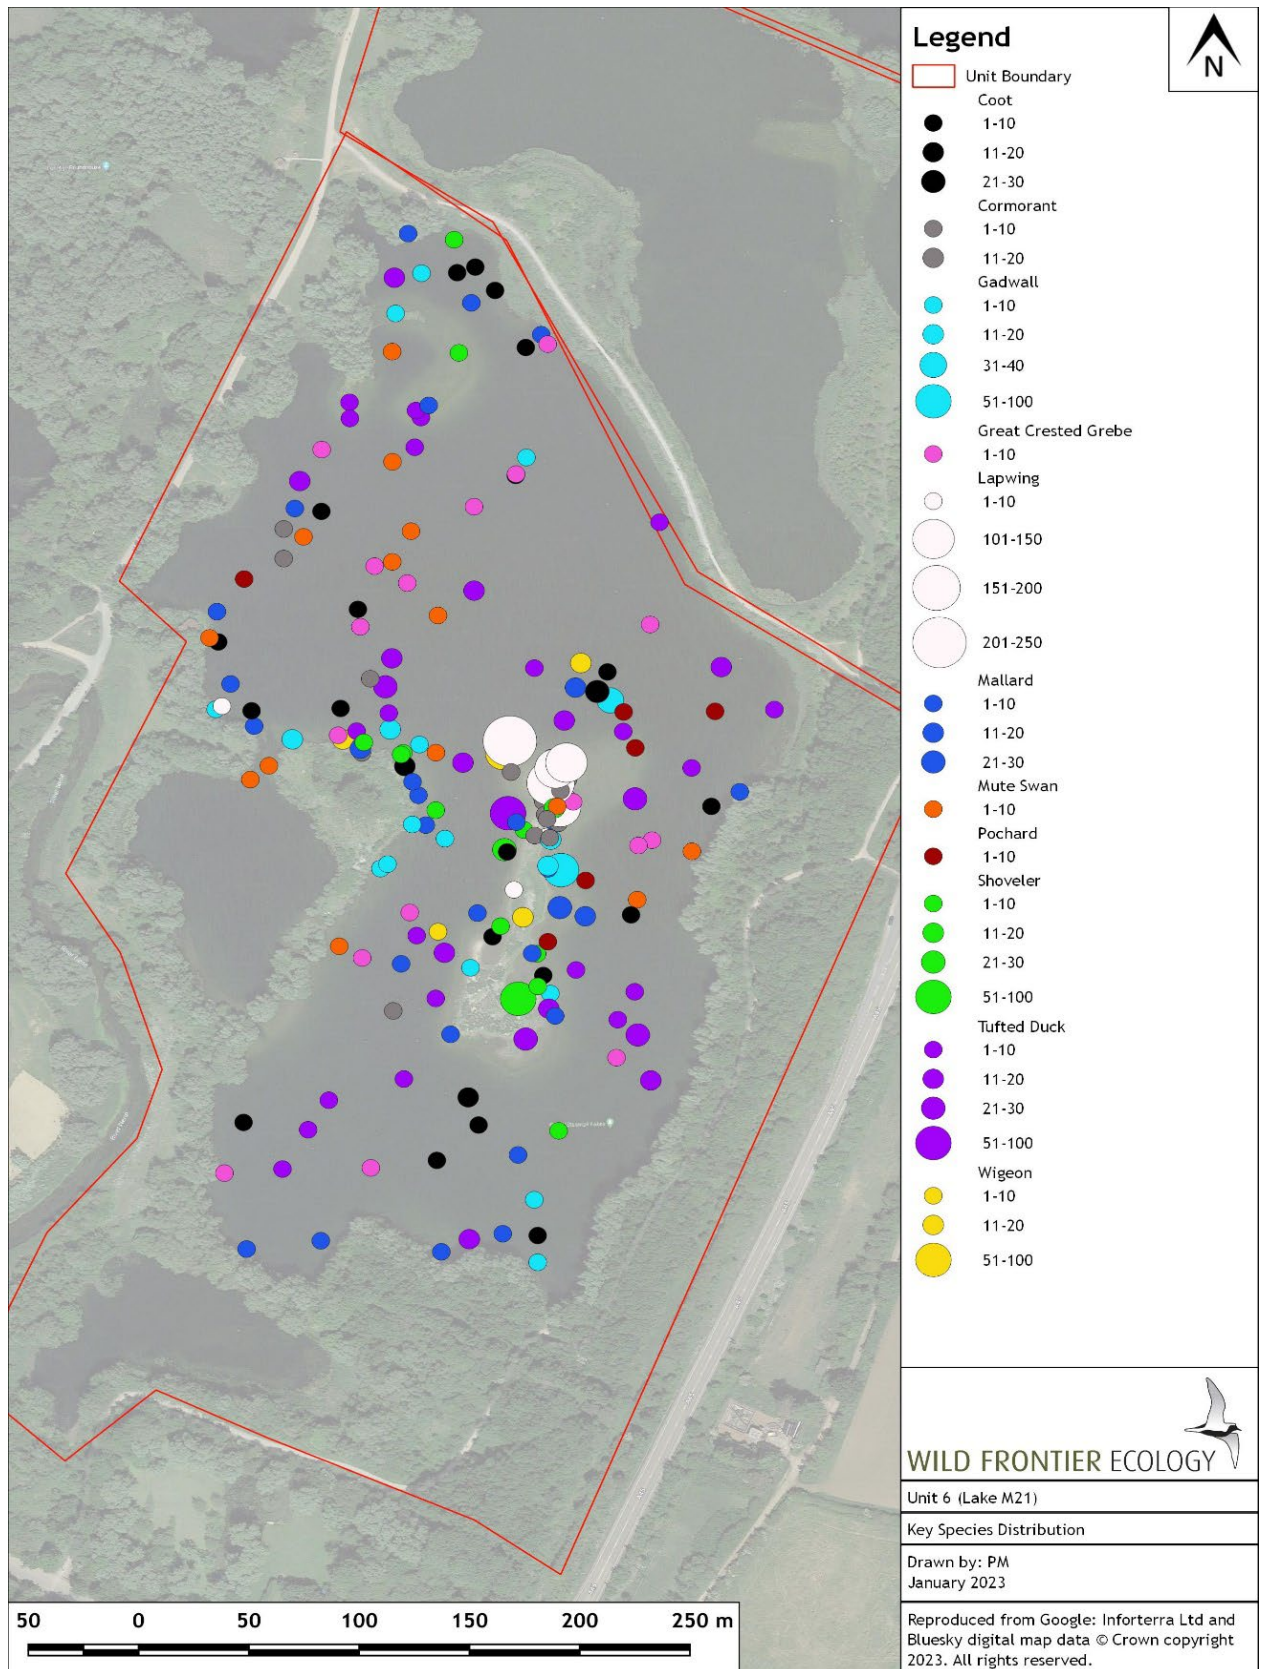 Legend
N
Unit Boundary
Coot
1-10
11-20
21-30
Cormorant
1-10
11-20
Gadwall
1-10
11-20
31-40
51-100
Great Crested Grebe
1-10
Lapwing
1-10
101-150
151-200
201-250
Mallard
1-10
11-20
21-30
Mute Swan
1-10
Pochard
1-10
Shoveler
1-10
11-20
21-30
51-100
Tufted Duck
1-10
11-20
21-30
51-100
Wigeon
1-10
11-20
51-100
WILD FRONTIER ECOLOGY
Unit 6 (Lake M21)
Key Species Distribution
Drawn by: PM
January 2023
Reproduced from Google: Inforterra Ltd and
Bluesky digital map data © Crown copyright
2023. All rights reserved.
50 0 50 100 150 200 250 m